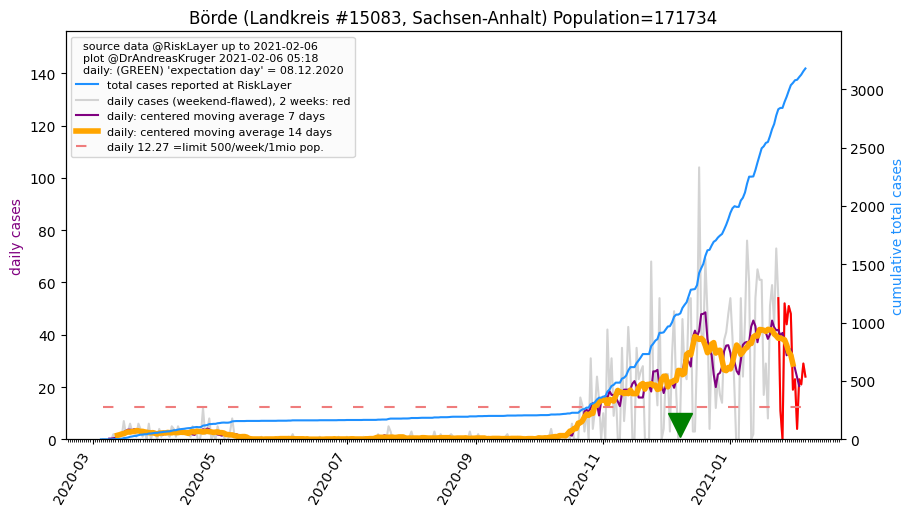 Börde (Landkreis #15083, Sachsen-Anhalt) Population=171734
source data @RiskLayer up to 2021-02-06
plot @DrAndreasKruger 2021-02-06 05:18
daily: (GREEN) 'expectation day' = 08.12.2020
total cases reported at RiskLayer
daily cases (weekend-flawed), 2 weeks: red
daily: centered moving average 7 days
daily: centered moving average 14 days
daily 12.27 =limit 500/week/1mio pop.
daily cases
140
120
100
80
60
40
20
0
cumulative total cases
3000
2500
2000
1500
1000
500
0
2020-03
2020-05
2020-07
2020-09
2020-11
2021-01